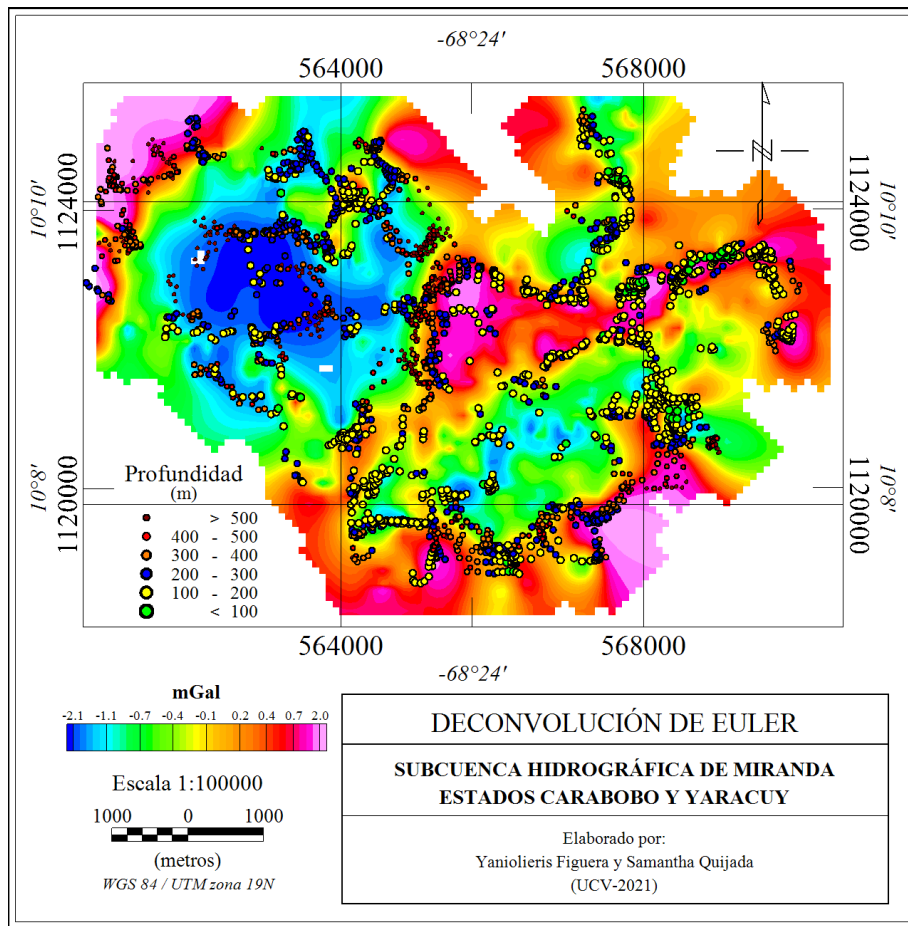 -68°24'
564000 568000
10°10'
1124000
1124000
10°10'
N
10°8'
1120000
1120000
10°8'
Profundidad
(m)
> 500
400 - 500
300 - 400
200 - 300
100 - 200
< 100
564000 568000
-68°24'
mGal
-2.1 -1.1 -0.7 -0.4 -0.1 0.2 0.4 0.7 2.0
Escala 1:100000
1000 0 1000
(metros)
WGS 84 / UTM zona 19N
DECONVOLUCIÓN DE EULER
SUBCUENCA HIDROGRÁFICA DE MIRANDA
ESTADOS CARABOBO Y YARACUY
Elaborado por:
Yaniolieris Figuera y Samantha Quijada
(UCV-2021)